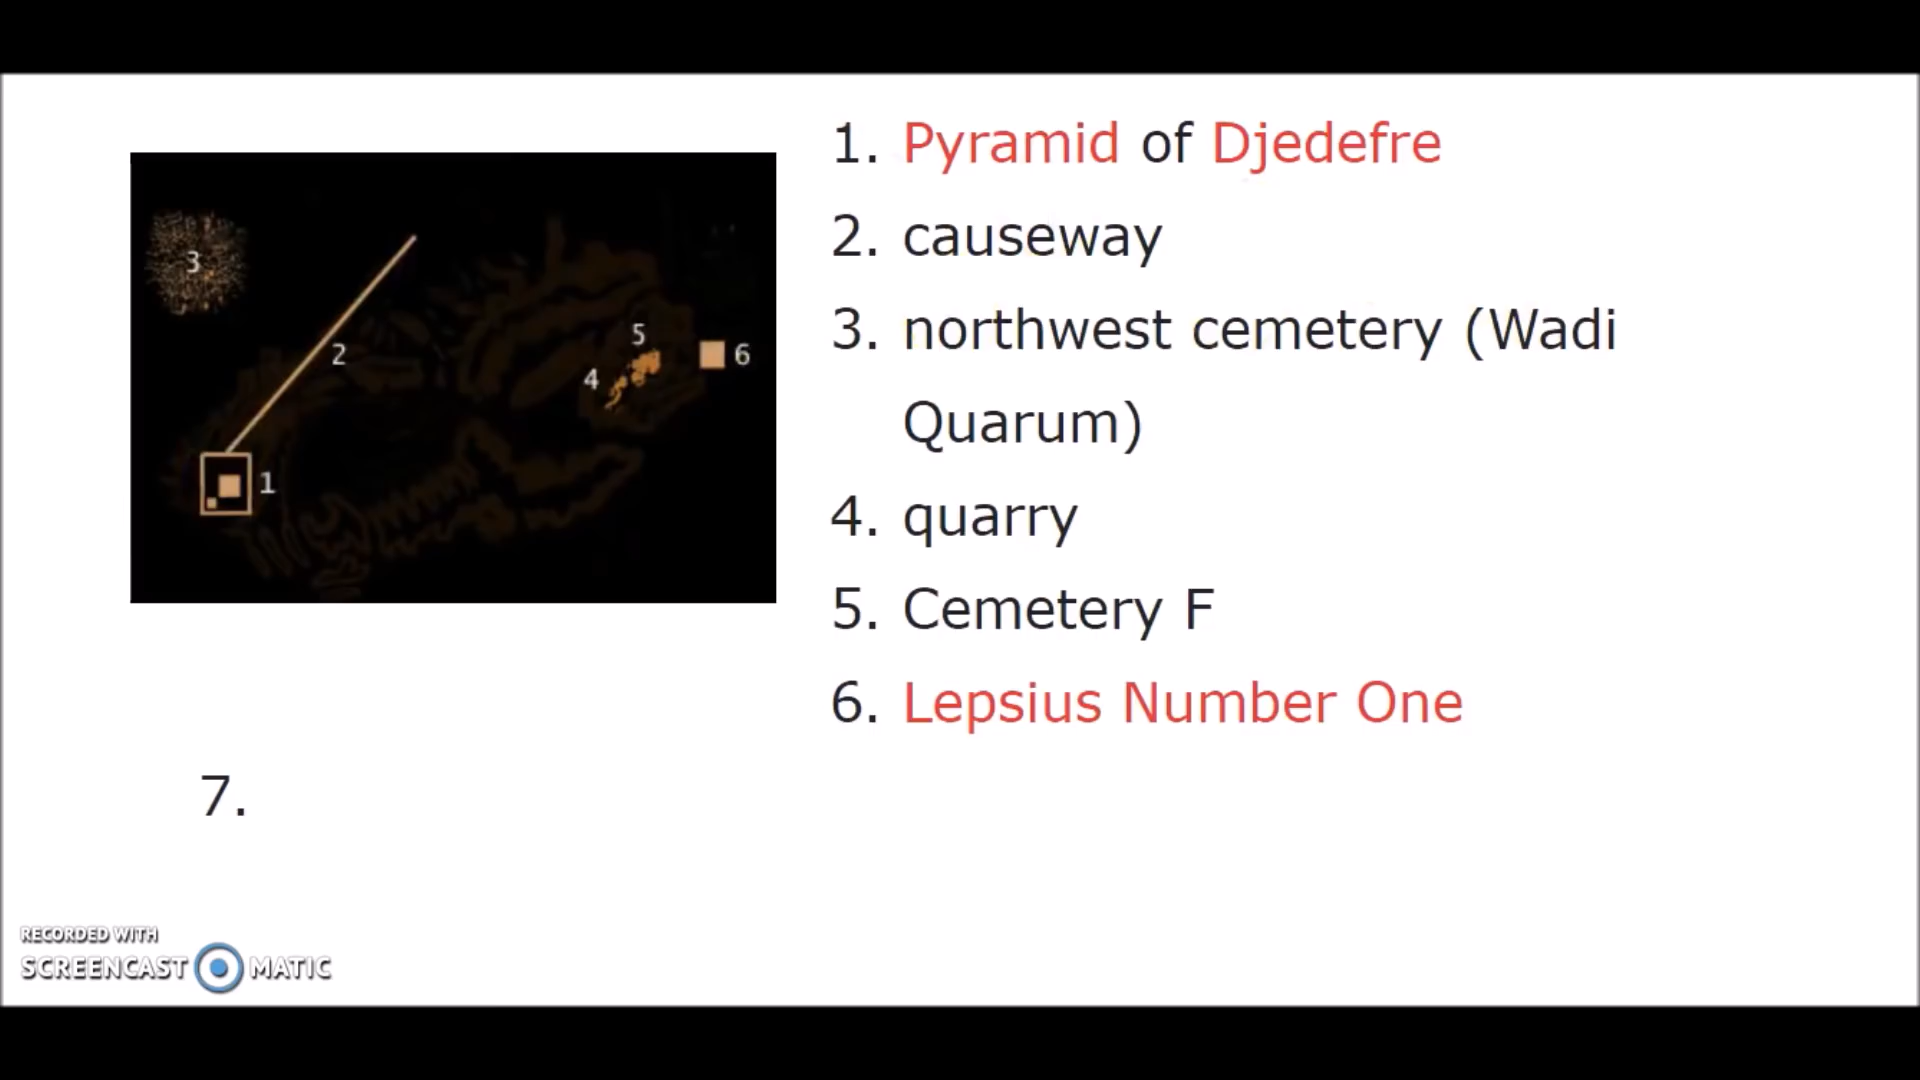 1. Pyramid of Djedefre
2. causeway
3. northwest cemetery (Wadi
Quarum)
4. quarry
5. Cemetery F
6. Lepsius Number One
7.
3
2
5
6
4
1
RECORDED WITH
SCREENCAST MATIC